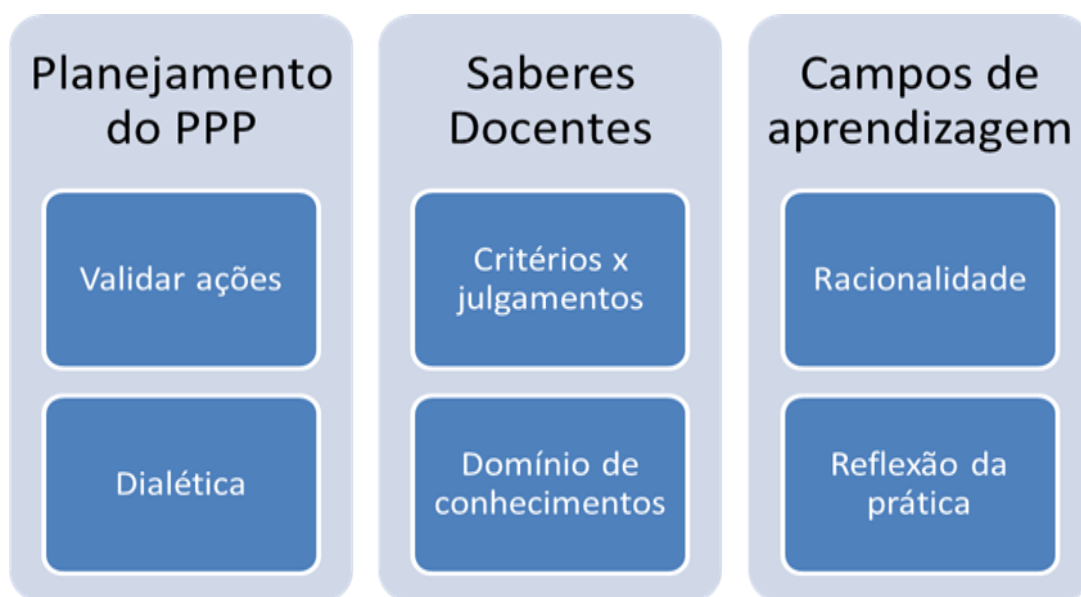 Planejamento
do PPP
Validar ações
Dialética
Saberes
Docentes
Critérios x
julgamentos
Domínio de
conhecimentos
Campos de
aprendizagem
Racionalidade
Reflexão da
prática